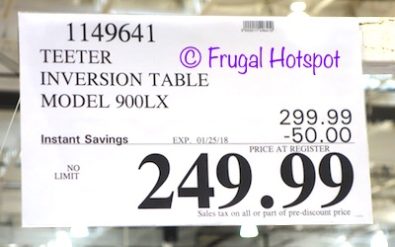 1149641
TEETER
INVERSION TABLE
MODEL 900LX
© Frugal Hotspot
299.99
Instant Savings EXP. 01/25/18 -50.00
PRICE AT REGISTER
NO LIMIT
249.99
Sales tax on all or part of pre-discount price